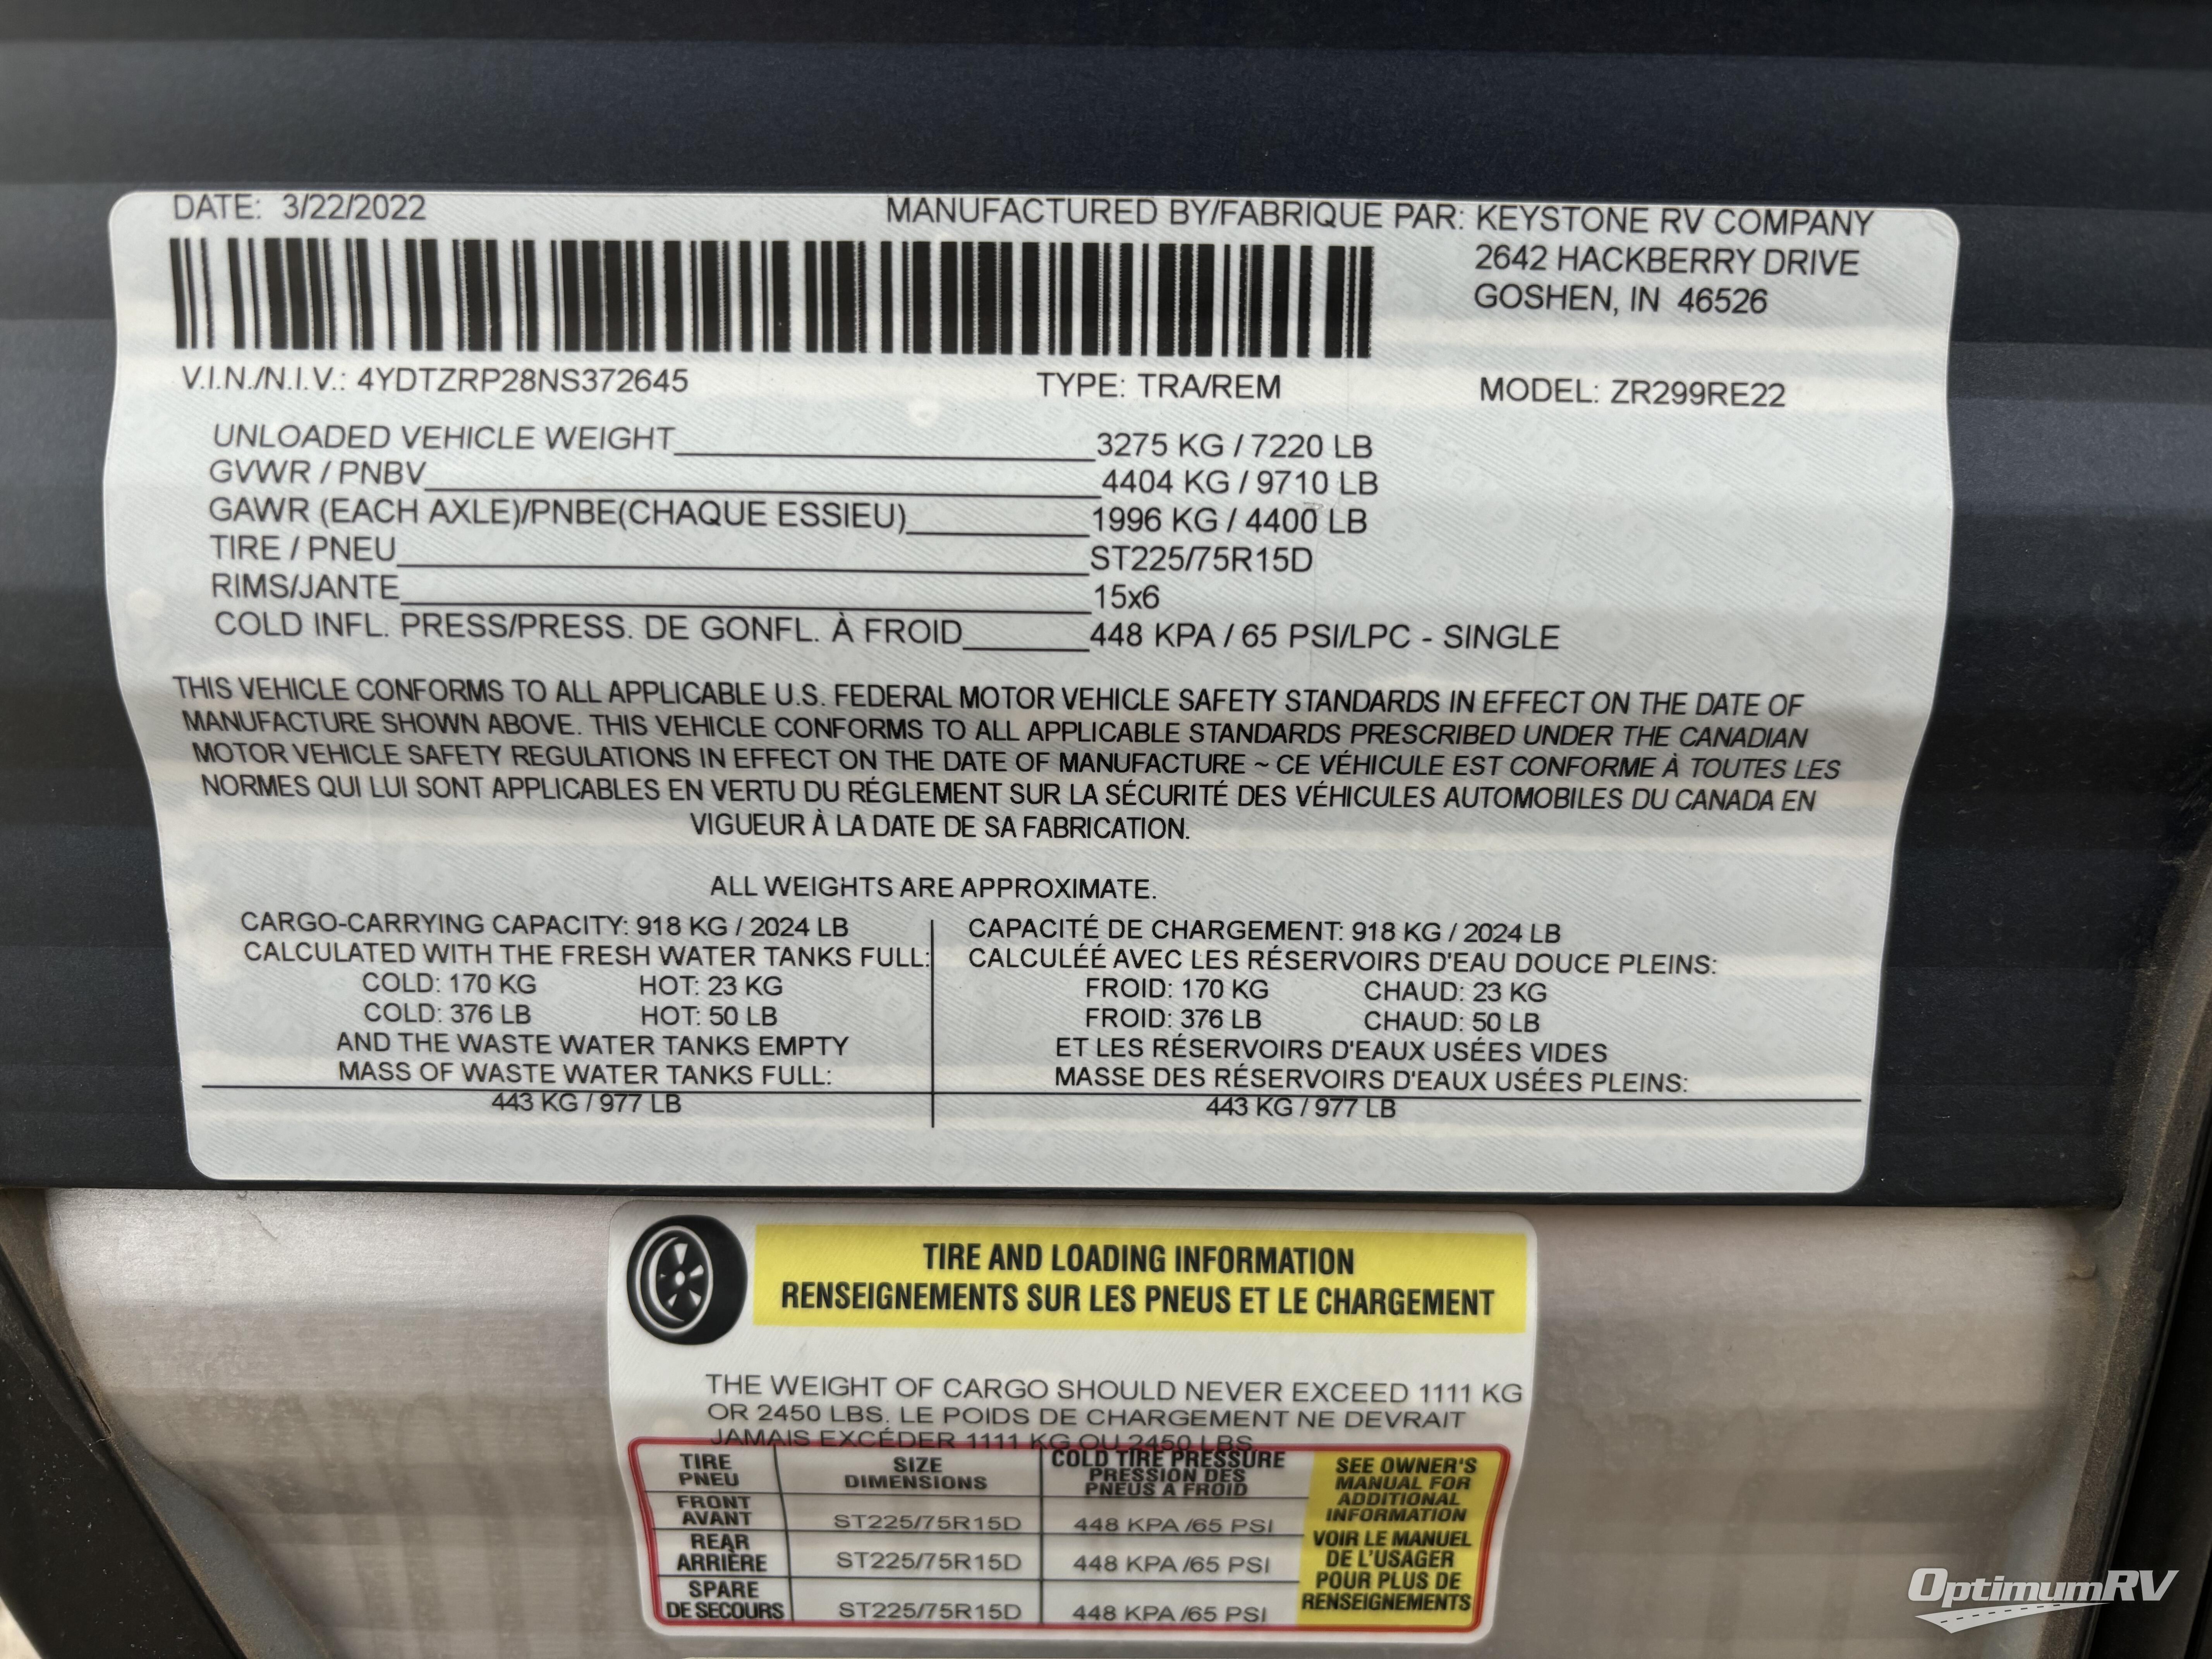 DATE: 3/22/2022
MANUFACTURED BY/FABRIQUE PAR: KEYSTONE RV COMPANY
2642 HACKBERRY DRIVE
GOSHEN, IN 46526
V.I.N./N.I.V.: 4YDTZRP28NS372645 TYPE: TRA/REM MODEL: ZR299RE22
UNLOADED VEHICLE WEIGHT 3275 KG / 7220 LB
GVWR / PNBV 4404 KG / 9710 LB
GAWR (EACH AXLE)/PNBE(CHAQUE ESSIEU) 1996 KG / 4400 LB
TIRE / PNEU ST225/75R15D
RIMS/JANTE 15x6
COLD INFL. PRESS/PRESS. DE GONFL. À FROID 448 KPA / 65 PSI/LPC - SINGLE
THIS VEHICLE CONFORMS TO ALL APPLICABLE U.S. FEDERAL MOTOR VEHICLE SAFETY STANDARDS IN EFFECT ON THE DATE OF
MANUFACTURE SHOWN ABOVE. THIS VEHICLE CONFORMS TO ALL APPLICABLE STANDARDS PRESCRIBED UNDER THE CANADIAN
MOTOR VEHICLE SAFETY REGULATIONS IN EFFECT ON THE DATE OF MANUFACTURE ~ CE VÉHICULE EST CONFORME À TOUTES LES
NORMES QUI LUI SONT APPLICABLES EN VERTU DU RÉGLEMENT SUR LA SÉCURITÉ DES VÉHICULES AUTOMOBILES DU CANADA EN
VIGUEUR À LA DATE DE SA FABRICATION.
ALL WEIGHTS ARE APPROXIMATE.
CARGO-CARRYING CAPACITY: 918 KG / 2024 LB
CALCULATED WITH THE FRESH WATER TANKS FULL:
COLD: 170 KG HOT: 23 KG
COLD: 376 LB HOT: 50 LB
AND THE WASTE WATER TANKS EMPTY
MASS OF WASTE WATER TANKS FULL:
443 KG / 977 LB
CAPACITÉ DE CHARGEMENT: 918 KG / 2024 LB
CALCULÉÉ AVEC LES RÉSERVOIRS D'EAU DOUCE PLEINS:
FROID: 170 KG CHAUD: 23 KG
FROID: 376 LB CHAUD: 50 LB
ET LES RÉSERVOIRS D'EAUX USÉES VIDES
MASSE DES RÉSERVOIRS D'EAUX USÉES PLEINS:
443 KG / 977 LB
TIRE AND LOADING INFORMATION
RENSEIGNEMENTS SUR LES PNEUS ET LE CHARGEMENT
THE WEIGHT OF CARGO SHOULD NEVER EXCEED 1111 KG
OR 2450 LBS. LE POIDS DE CHARGEMENT NE DEVRAIT
JAMAIS EXCÉDER 1111 KG OU 2450 LBS
TIRE
PNEU
SIZE
DIMENSIONS
COLD TIRE PRESSURE
PRESSION DES
PNEUS A FROID
FRONT
AVANT
ST225/75R15D 448 KPA /65 PSI
REAR
ARRIÈRE
ST225/75R15D 448 KPA /65 PSI
SPARE
DE SECOURS
ST225/75R15D 448 KPA /65 PSI
SEE OWNER'S
MANUAL FOR
ADDITIONAL
INFORMATION
VOIR LE MANUEL
DE L'USAGER
POUR PLUS DE
RENSEIGNEMENTS
OptimumRV